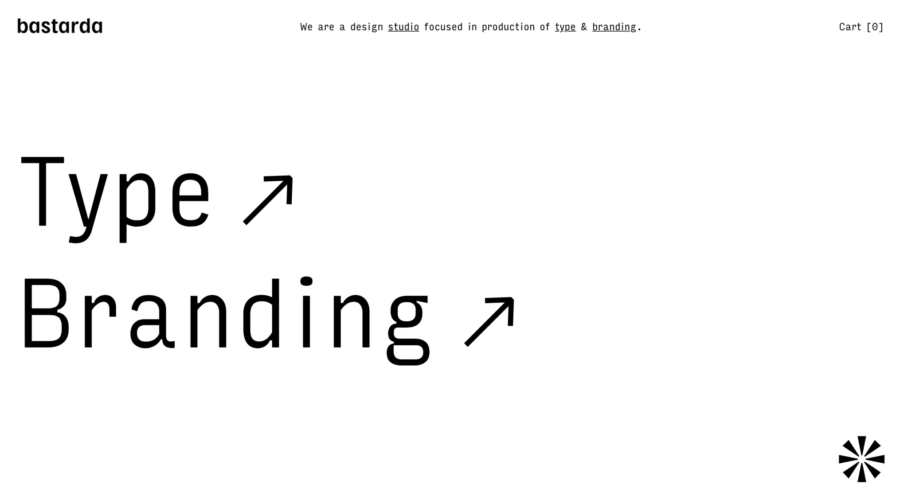 bastarda
We are a design studio focused in production of type & branding.
Cart [0]
Type ↗
Branding ↗